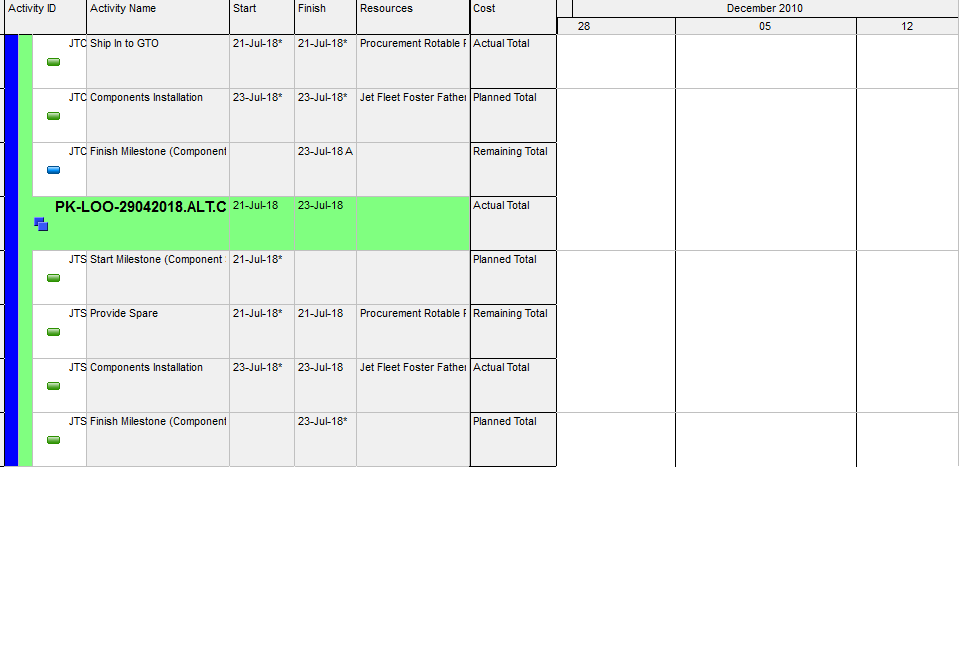 Activity ID Activity Name Start Finish Resources Cost December 2010
28 05 12
JTC Ship In to GTO 21-Jul-18* 21-Jul-18* Procurement Rotable Actual Total
JTC Components Installation 23-Jul-18* 23-Jul-18* Jet Fleet Foster Father Planned Total
JTC Finish Milestone (Component 23-Jul-18 A Remaining Total
PK-LOO-29042018.ALT.C 21-Jul-18 23-Jul-18 Actual Total
JTS Start Milestone (Component 21-Jul-18* Planned Total
JTS Provide Spare 21-Jul-18* 21-Jul-18 Procurement Rotable Remaining Total
JTS Components Installation 23-Jul-18* 23-Jul-18 Jet Fleet Foster Father Actual Total
JTS Finish Milestone (Component 23-Jul-18* Planned Total